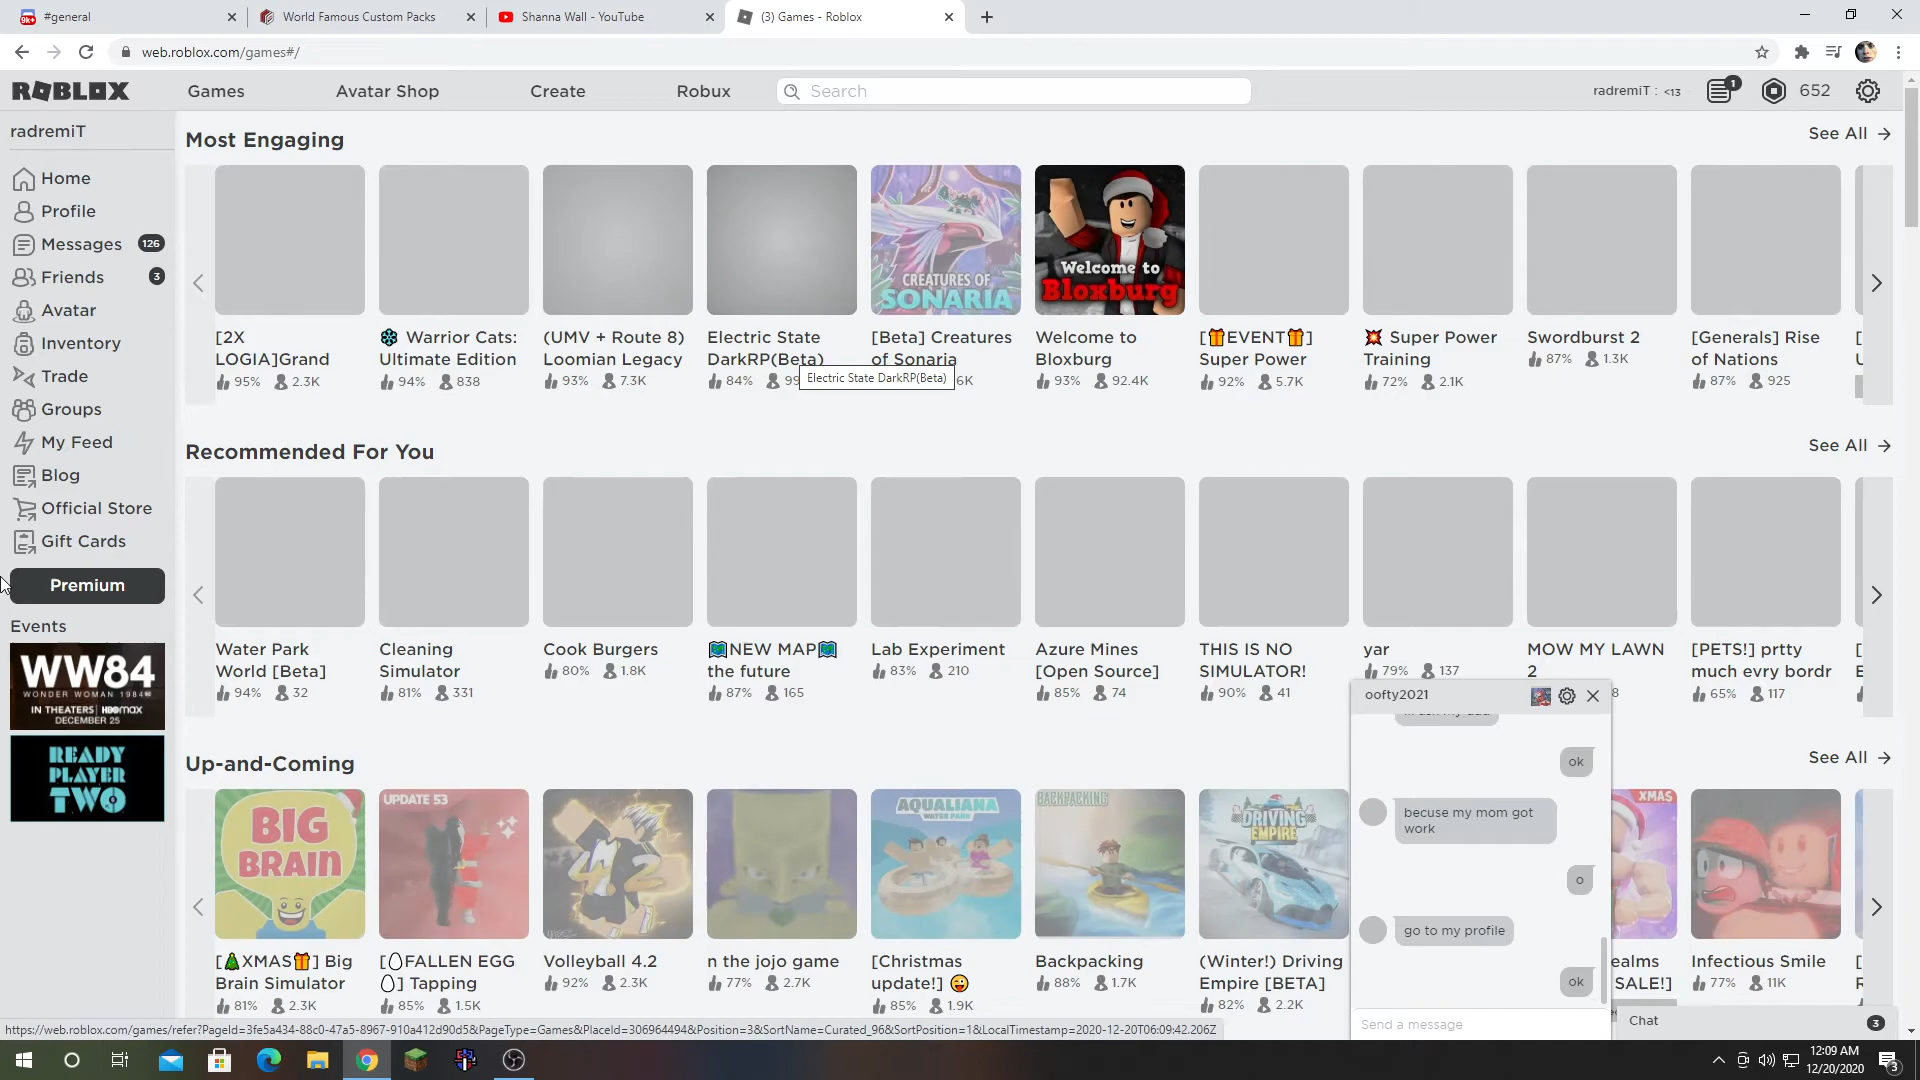 #general
World Famous Custom Packs
Shanna Wall - YouTube
(3) Games - Roblox
web.roblox.com/games#/
ROBLOX
Games
Avatar Shop
Create
Robux
Search
radremiT : <13
1
652
radremiT
Home
Profile
Messages 126
Friends 3
Avatar
Inventory
Trade
Groups
My Feed
Blog
Official Store
Gift Cards
Premium
Events
WW84
WONDER WOMAN 1984
IN THEATERS HBOmax
DECEMBER 25
READY
PLAYER
TWO
Most Engaging
See All
CREATURES OF
SONARIA
Welcome to
Bloxburg
[2X
LOGIA]Grand
95% 2.3K
Warrior Cats:
Ultimate Edition
94% 838
(UMV + Route 8)
Loomian Legacy
93% 7.3K
Electric State
DarkRP(Beta)
84% 99
Electric State DarkRP(Beta)
[Beta] Creatures
of Sonaria
6K
Welcome to
Bloxburg
93% 92.4K
[🎁EVENT🎁]
Super Power
92% 5.7K
Super Power
Training
72% 2.1K
Swordburst 2
87% 1.3K
[Generals] Rise
of Nations
87% 925
Recommended For You
See All
Water Park
World [Beta]
94% 32
Cleaning
Simulator
81% 331
Cook Burgers
80% 1.8K
NEW MAP
the future
87% 165
Lab Experiment
83% 210
Azure Mines
[Open Source]
85% 74
THIS IS NO
SIMULATOR!
90% 41
yar
79% 137
MOW MY LAWN
2
8
[PETS!] prtty
much evry bordr
65% 117
Up-and-Coming
See All
BIG
BRAIN
UPDATE 53
AQUALIANA
WATER PARK
BACKPACKING
DRIVING
EMPIRE
XMAS
[🎄XMAS🎁] Big
Brain Simulator
81% 2.3K
[🥚FALLEN EGG
🥚] Tapping
85% 1.5K
Volleyball 4.2
92% 2.3K
n the jojo game
77% 2.7K
[Christmas
update!] 😜
85% 1.9K
Backpacking
88% 1.7K
(Winter!) Driving
Empire [BETA]
82% 2.2K
ealms
SALE!]
Infectious Smile
77% 11K
oofty2021
ok
becuse my mom got
work
o
go to my profile
ok
Send a message
Chat 3
https://web.roblox.com/games/refer?PageId=3fe5a434-88c0-47a5-8967-910a412d90d5&PageType=Games&PlaceId=3069644948&Position=3&SortName=Curated_96&SortPosition=1&LocalTimestamp=2020-12-20T06:09:42.206Z
12:09 AM
12/20/2020
3